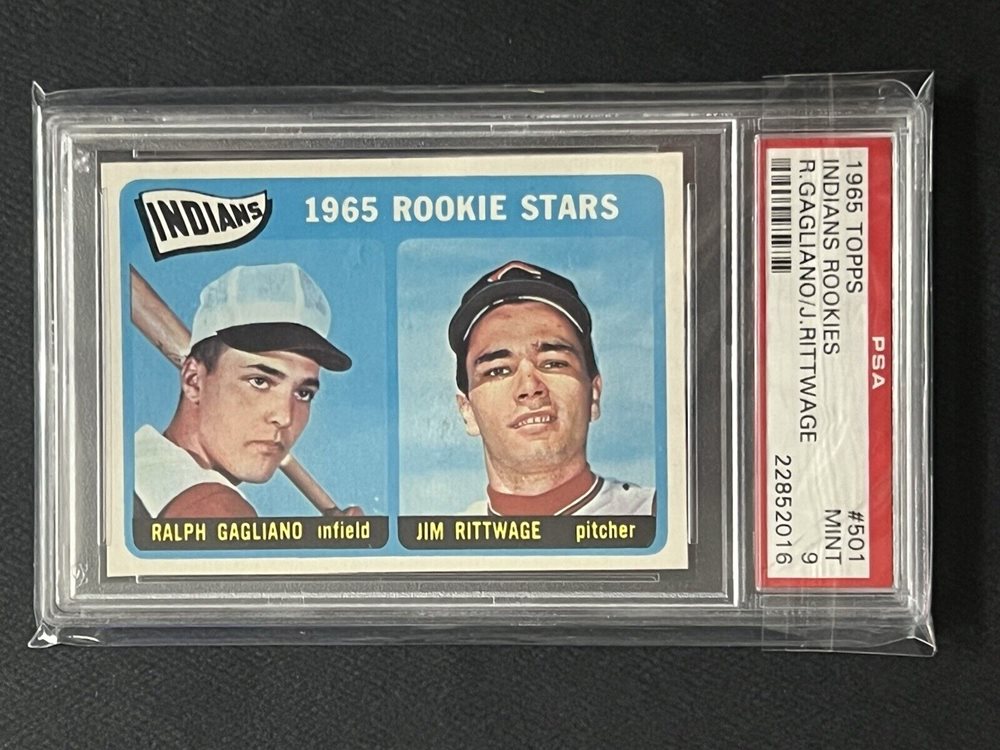 INDIANS
1965 ROOKIE STARS
RALPH GAGLIANO infield
JIM RITTWAGE pitcher
PSA
1965 TOPPS #501
INDIANS ROOKIES MINT
R.GAGLIANO/J.RITTWAGE 9
22852016